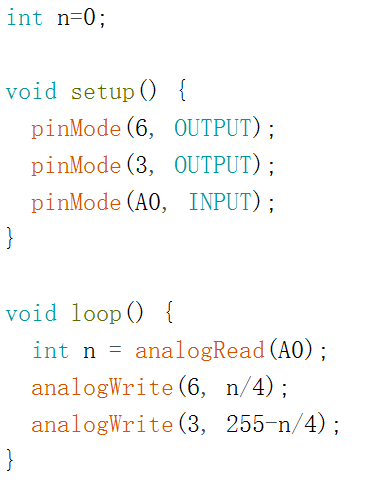 int n=0;

void setup() {
  pinMode(6, OUTPUT);
  pinMode(3, OUTPUT);
  pinMode(A0, INPUT);
}

void loop() {
  int n = analogRead(A0);
  analogWrite(6, n/4);
  analogWrite(3, 255-n/4);
}